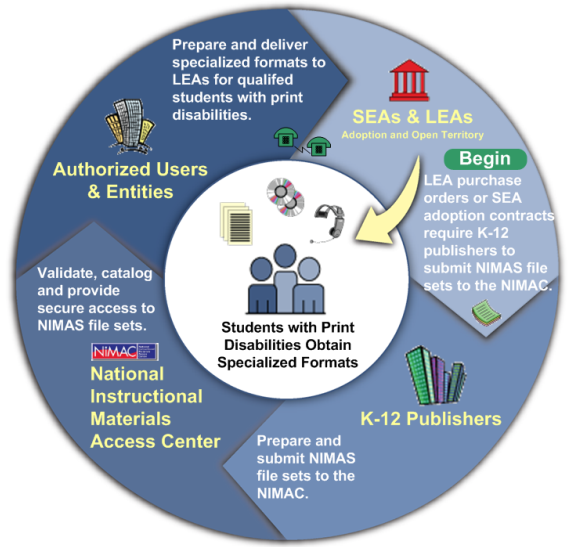 Prepare and deliver
specialized formats to
LEAs for qualifed
students with print
disabilities.
SEAs & LEAs
Adoption and Open Territory
Begin
LEA purchase
orders or SEA
adoption contracts
require K-12
publishers to
submit NIMAS file
sets to the NIMAC.
K-12 Publishers
Prepare and
submit NIMAS
file sets to the
NIMAC.
Validate, catalog
and provide
secure access to
NIMAS file sets.
NIMAC
National
Instructional
Materials
Access Center
Authorized Users
& Entities
Students with Print
Disabilities Obtain
Specialized Formats